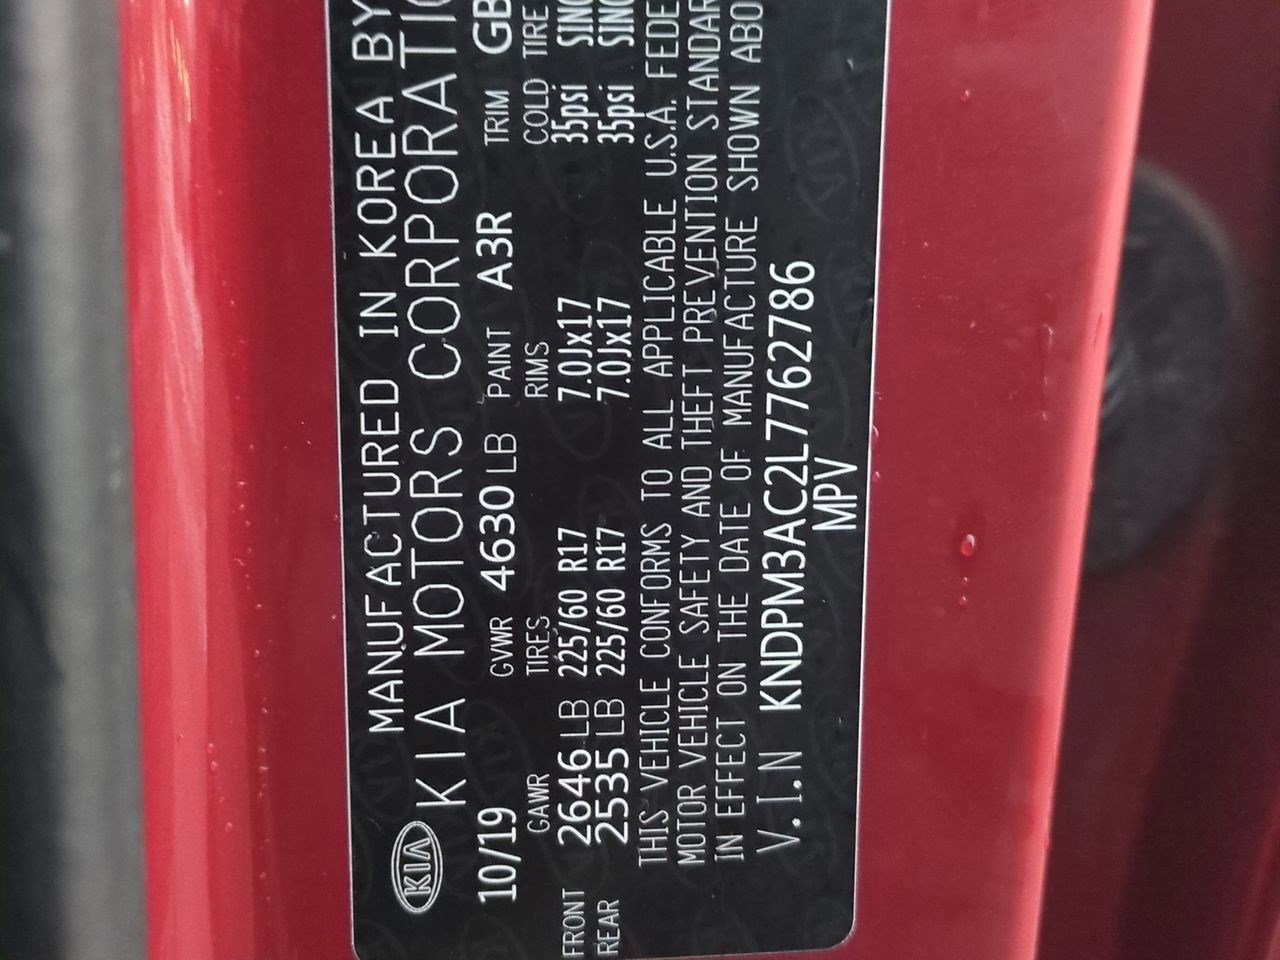 KIA
MANUFACTURED IN KOREA BY
KIA MOTORS CORPORATIO
10/19 GVWR 4630 LB PAINT A3R TRIM GB
GAWR TIRES RIMS COLD TIRE
FRONT 2646 LB 225/60 R17 7.0Jx17 35psi SING
REAR 2535 LB 225/60 R17 7.0Jx17 35psi SING
THIS VEHICLE CONFORMS TO ALL APPLICABLE U.S.A. FEDE
MOTOR VEHICLE SAFETY AND THEFT PREVENTION STANDAR
IN EFFECT ON THE DATE OF MANUFACTURE SHOWN ABO
V.I.N KNDPM3AC2L7762786
MPV